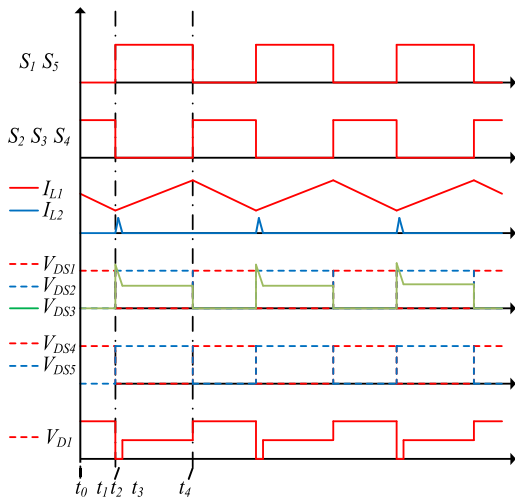 S1 S5
S2 S3 S4
IL1
IL2
VDS1
VDS2
VDS3
VDS4
VDS5
VD1
t0 t1 t2 t3 t4